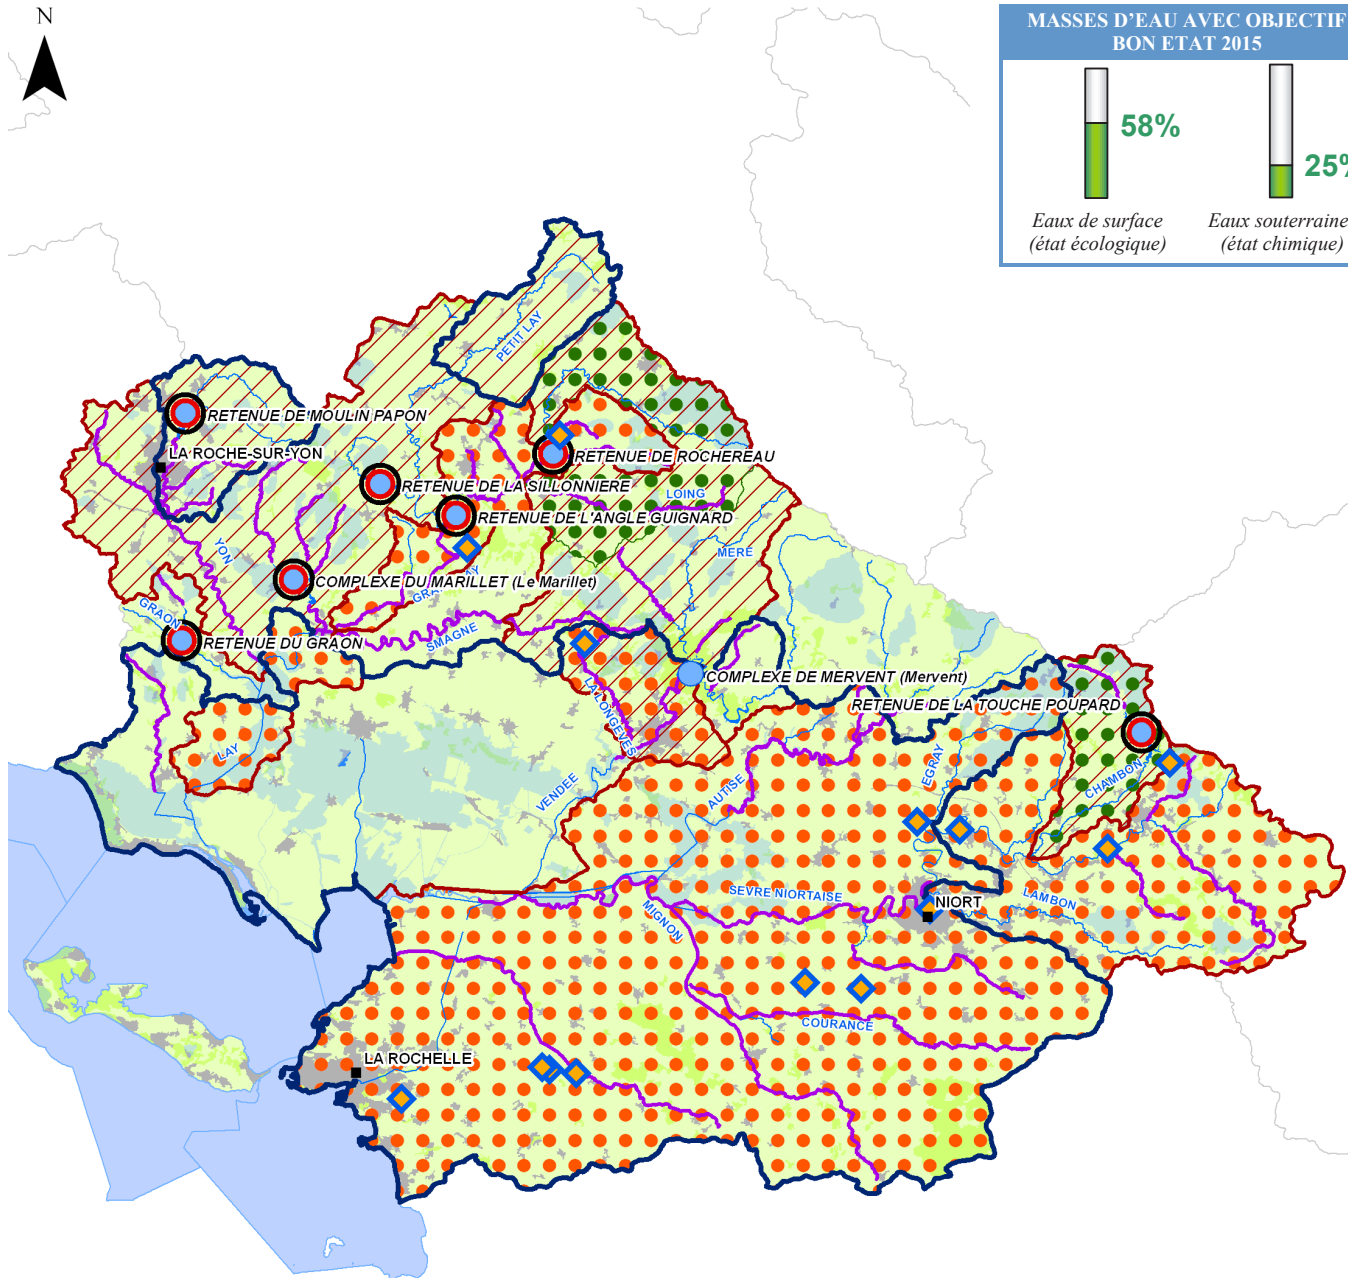 N
MASSES D'EAU AVEC OBJECTIF
BON ETAT 2015
58%
25%
Eaux de surface
(état écologique)
Eaux souterraine
(état chimique)
PETIT LAY
RETENUE DE MOULIN PAPON
LA ROCHE-SUR-YON
RETENUE DE ROCHEREAU
RETENUE DE LA SILLONNIERE
LOING
RETENUE DE L'ANGLE GUIGNARD
YON
MERE
COMPLEXE DU MARILLET (Le Marillet)
GRAND LAY
GRAON
SMAGNE
RETENUE DU GRAON
COMPLEXE DE MERVENT (Mervent)
LA LONGEVES
RETENUE DE LA TOUCHE POUPARD
LAY
VENDEE
AUTISE
EGRAY
CHAMBON
SEVRE NIORTAISE
MIGNON
NIORT
LAMBON
COURANCE
LA ROCHELLE